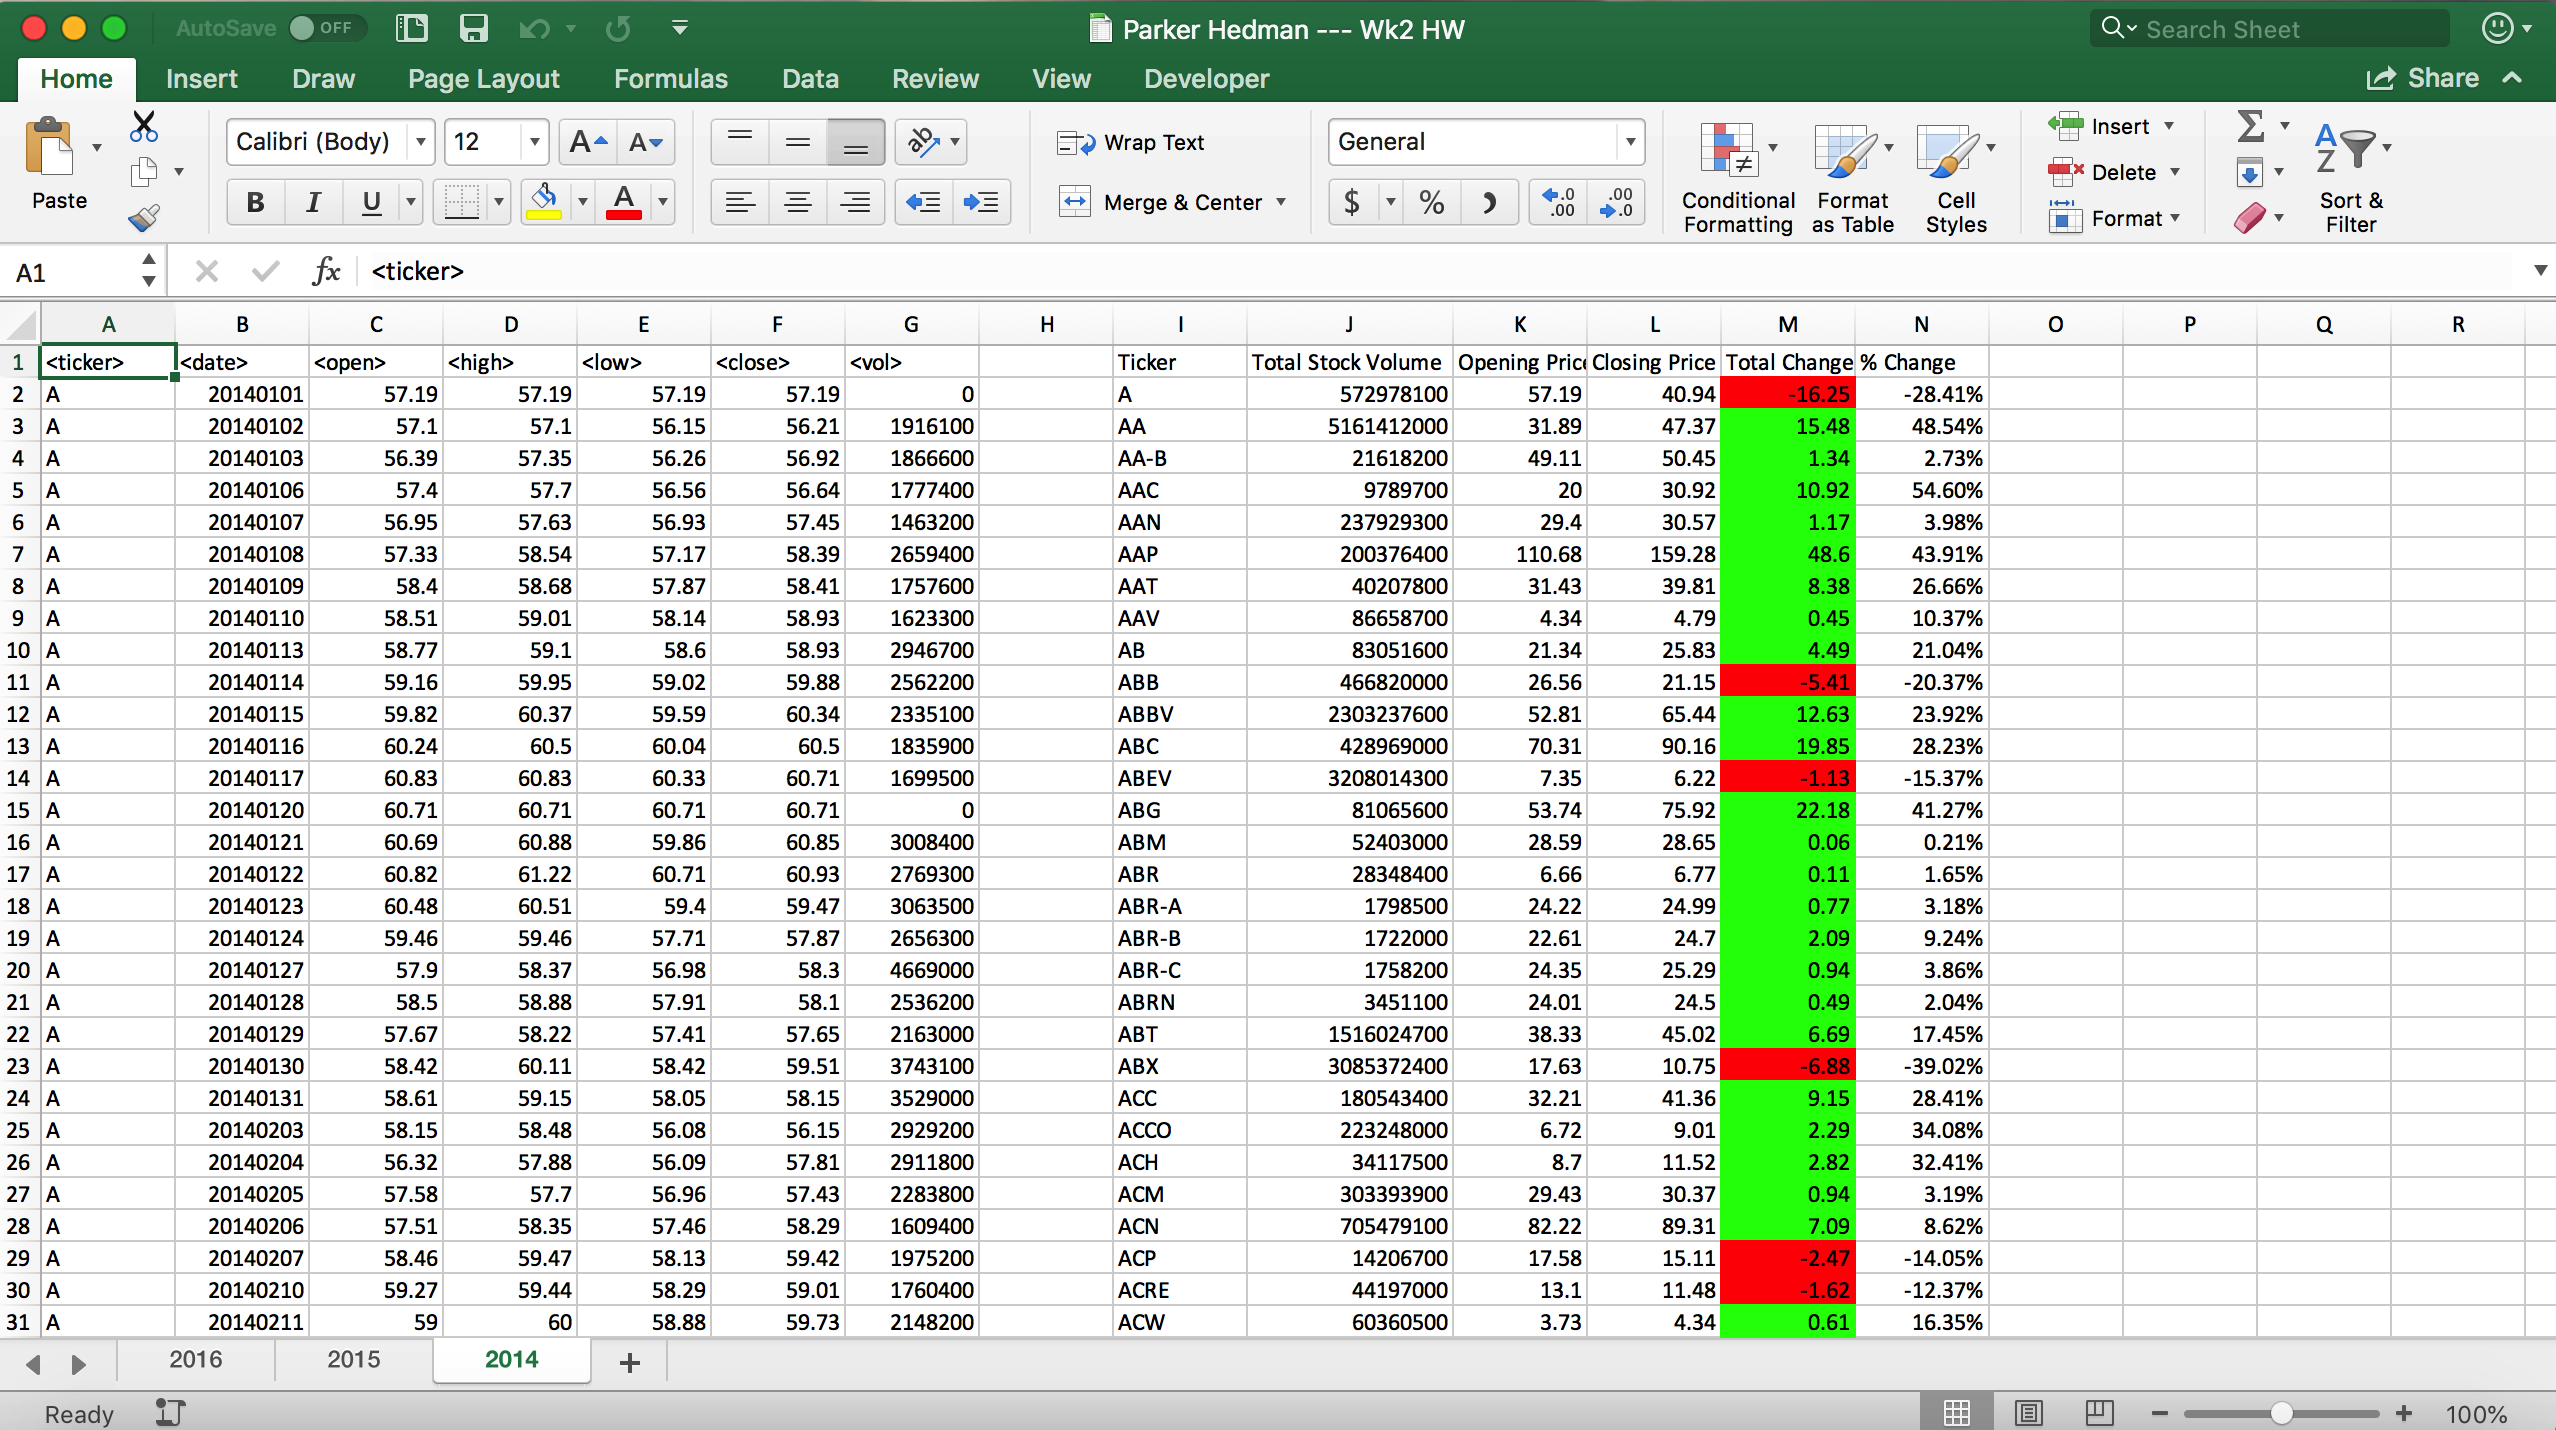 AutoSave OFF Parker Hedman --- Wk2 HW Search Sheet
Home Insert Draw Page Layout Formulas Data Review View Developer Share
Paste Calibri (Body) 12 A A B I U A Wrap Text Merge & Center General $ % Conditional Formatting Format as Table Cell Styles Insert Delete Format Sort & Filter
A1 fx <ticker>
A B C D E F G H I J K L M N O P Q R
1 <ticker> <date> <open> <high> <low> <close> <vol> Ticker Total Stock Volume Opening Pric Closing Price Total Change % Change
2 A 20140101 57.19 57.19 57.19 57.19 0 A 572978100 57.19 40.94 -16.25 -28.41%
3 A 20140102 57.1 57.1 56.15 56.21 1916100 AA 5161412000 31.89 47.37 15.48 48.54%
4 A 20140103 56.39 57.35 56.26 56.92 1866600 AA-B 21618200 49.11 50.45 1.34 2.73%
5 A 20140106 57.4 57.7 56.56 56.64 1777400 AAC 9789700 20 30.92 10.92 54.60%
6 A 20140107 56.95 57.63 56.93 57.45 1463200 AAN 237929300 29.4 30.57 1.17 3.98%
7 A 20140108 57.33 58.54 57.17 58.39 2659400 AAP 200376400 110.68 159.28 48.6 43.91%
8 A 20140109 58.4 58.68 57.87 58.41 1757600 AAT 40207800 31.43 39.81 8.38 26.66%
9 A 20140110 58.51 59.01 58.14 58.93 1623300 AAV 86658700 4.34 4.79 0.45 10.37%
10 A 20140113 58.77 59.1 58.6 58.93 2946700 AB 83051600 21.34 25.83 4.49 21.04%
11 A 20140114 59.16 59.95 59.02 59.88 2562200 ABB 466820000 26.56 21.15 -5.41 -20.37%
12 A 20140115 59.82 60.37 59.59 60.34 2335100 ABBV 2303237600 52.81 65.44 12.63 23.92%
13 A 20140116 60.24 60.5 60.04 60.5 1835900 ABC 428969000 70.31 90.16 19.85 28.23%
14 A 20140117 60.83 60.83 60.33 60.71 1699500 ABEV 3208014300 7.35 6.22 -1.13 -15.37%
15 A 20140120 60.71 60.71 60.71 60.71 0 ABG 81065600 53.74 75.92 22.18 41.27%
16 A 20140121 60.69 60.88 59.86 60.85 3008400 ABM 52403000 28.59 28.65 0.06 0.21%
17 A 20140122 60.82 61.22 60.71 60.93 2769300 ABR 28348400 6.66 6.77 0.11 1.65%
18 A 20140123 60.48 60.51 59.4 59.47 3063500 ABR-A 1798500 24.22 24.99 0.77 3.18%
19 A 20140124 59.46 59.46 57.71 57.87 2656300 ABR-B 1722000 22.61 24.7 2.09 9.24%
20 A 20140127 57.9 58.37 56.98 58.3 4669000 ABR-C 1758200 24.35 25.29 0.94 3.86%
21 A 20140128 58.5 58.88 57.91 58.1 2536200 ABRN 3451100 24.01 24.5 0.49 2.04%
22 A 20140129 57.67 58.22 57.41 57.65 2163000 ABT 1516024700 38.33 45.02 6.69 17.45%
23 A 20140130 58.42 60.11 58.42 59.51 3743100 ABX 3085372400 17.63 10.75 -6.88 -39.02%
24 A 20140131 58.61 59.15 58.05 58.15 3529000 ACC 180543400 32.21 41.36 9.15 28.41%
25 A 20140203 58.15 58.48 56.08 56.15 2929200 ACCO 223248000 6.72 9.01 2.29 34.08%
26 A 20140204 56.32 57.88 56.09 57.81 2911800 ACH 34117500 8.7 11.52 2.82 32.41%
27 A 20140205 57.58 57.7 56.96 57.43 2283800 ACM 303393900 29.43 30.37 0.94 3.19%
28 A 20140206 57.51 58.35 57.46 58.29 1609400 ACN 705479100 82.22 89.31 7.09 8.62%
29 A 20140207 58.46 59.47 58.13 59.42 1975200 ACP 14206700 17.58 15.11 -2.47 -14.05%
30 A 20140210 59.27 59.44 58.29 59.01 1760400 ACRE 44197000 13.1 11.48 -1.62 -12.37%
31 A 20140211 59 60 58.88 59.73 2148200 ACW 60360500 3.73 4.34 0.61 16.35%
2016 2015 2014 +
Ready 100%